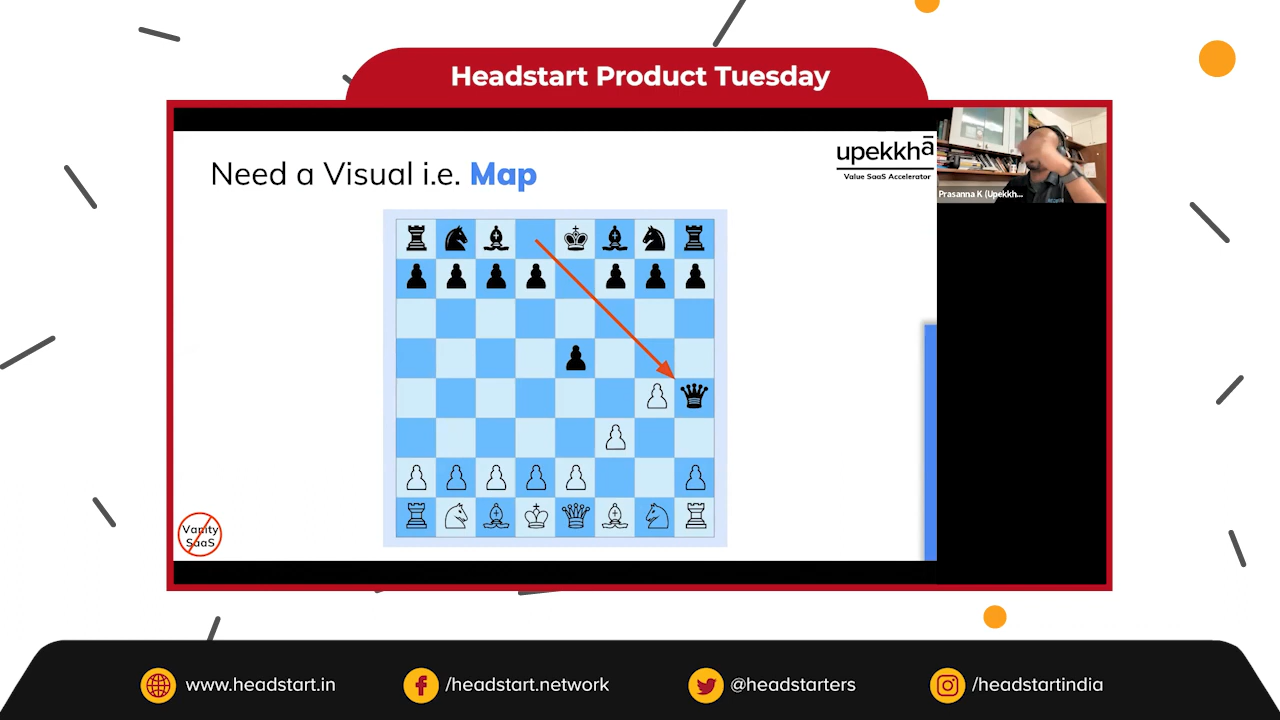 Headstart Product Tuesday
Need a Visual i.e. Map
upekkhā
Value SaaS Accelerator
Prasanna K (Upekkh...
Vanity
SaaS
www.headstart.in
/headstart.network
@headstarters
/headstartindia